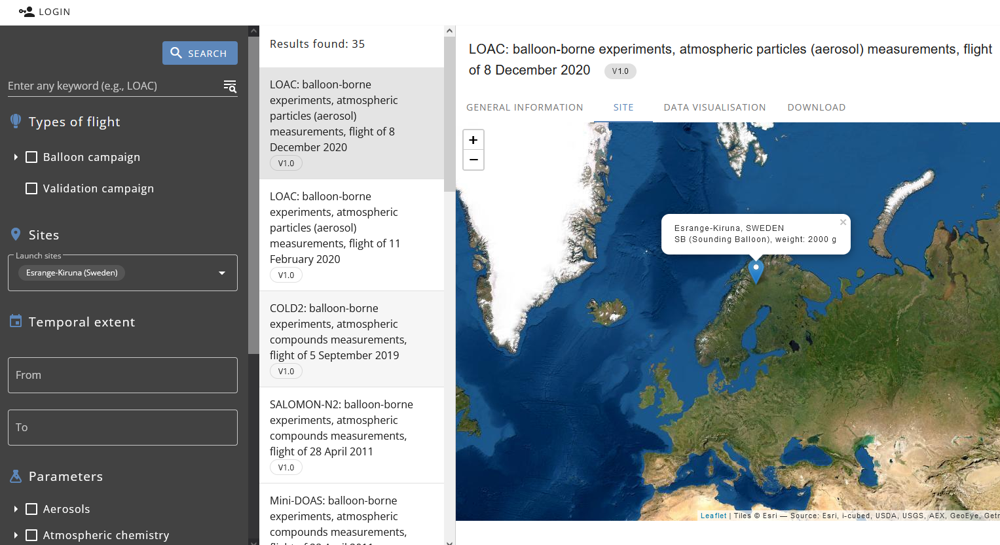 LOGIN
SEARCH
Enter any keyword (e.g., LOAC)
Types of flight
Balloon campaign
Validation campaign
Sites
Launch sites
Esrange-Kiruna (Sweden)
Temporal extent
From
To
Parameters
Aerosols
Atmospheric chemistry
Results found: 35
LOAC: balloon-borne
experiments, atmospheric
particles (aerosol)
measurements, flight of 8
December 2020
V1.0
LOAC: balloon-borne
experiments, atmospheric
particles (aerosol)
measurements, flight of 11
February 2020
V1.0
COLD2: balloon-borne
experiments, atmospheric
compounds measurements,
flight of 5 September 2019
V1.0
SALOMON-N2: balloon-borne
experiments, atmospheric
compounds measurements,
flight of 28 April 2011
V1.0
Mini-DOAS: balloon-borne
experiments, atmospheric
compounds measurements,
LOAC: balloon-borne experiments, atmospheric particles (aerosol) measurements, flight
of 8 December 2020 V1.0
GENERAL INFORMATION SITE DATA VISUALISATION DOWNLOAD
+
−
Esrange-Kiruna, SWEDEN ×
SB (Sounding Balloon), weight: 2000 g
Leaflet | Tiles © Esri — Source: Esri, i-cubed, USDA, USGS, AEX, GeoEye,